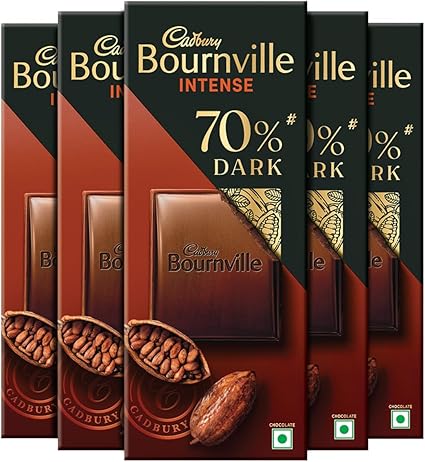 Cadbury
Bournville
INTENSE
70%#
DARK
Cadbury
Bournville
CHOCOLATE
CADBURY